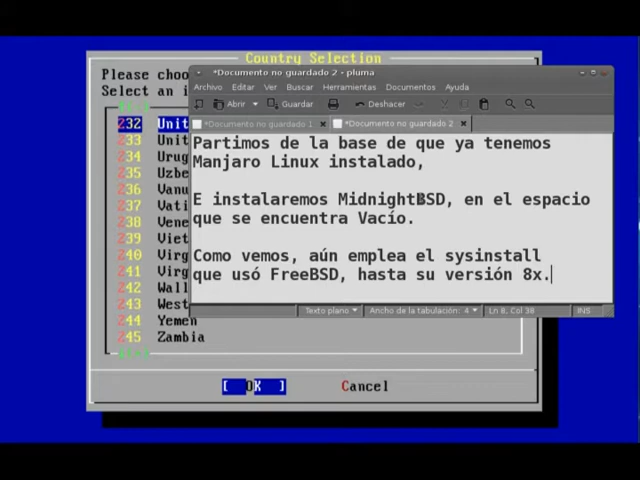 Country Selection
Please choo
Select an i
*Documento no guardado 2 - pluma
Archivo Editar Ver Buscar Herramientas Documentos Ayuda
Abrir Guardar Deshacer
*Documento no guardado 1 *Documento no guardado 2
Partimos de la base de que ya tenemos
Manjaro Linux instalado,
E instalaremos MidnightBSD, en el espacio
que se encuentra Vacío.
Como vemos, aún emplea el sysinstall
que usó FreeBSD, hasta su versión 8x.
Texto plano Ancho de la tabulación: 4 Ln 8, Col 38 INS
232 Unit
233 Unit
234 Urug
235 Uzbe
236 Vanu
237 Vati
238 Vene
239 Viet
240 Virg
241 Virg
242 Wall
243 West
244 Yemen
245 Zambia
[ OK ] Cancel